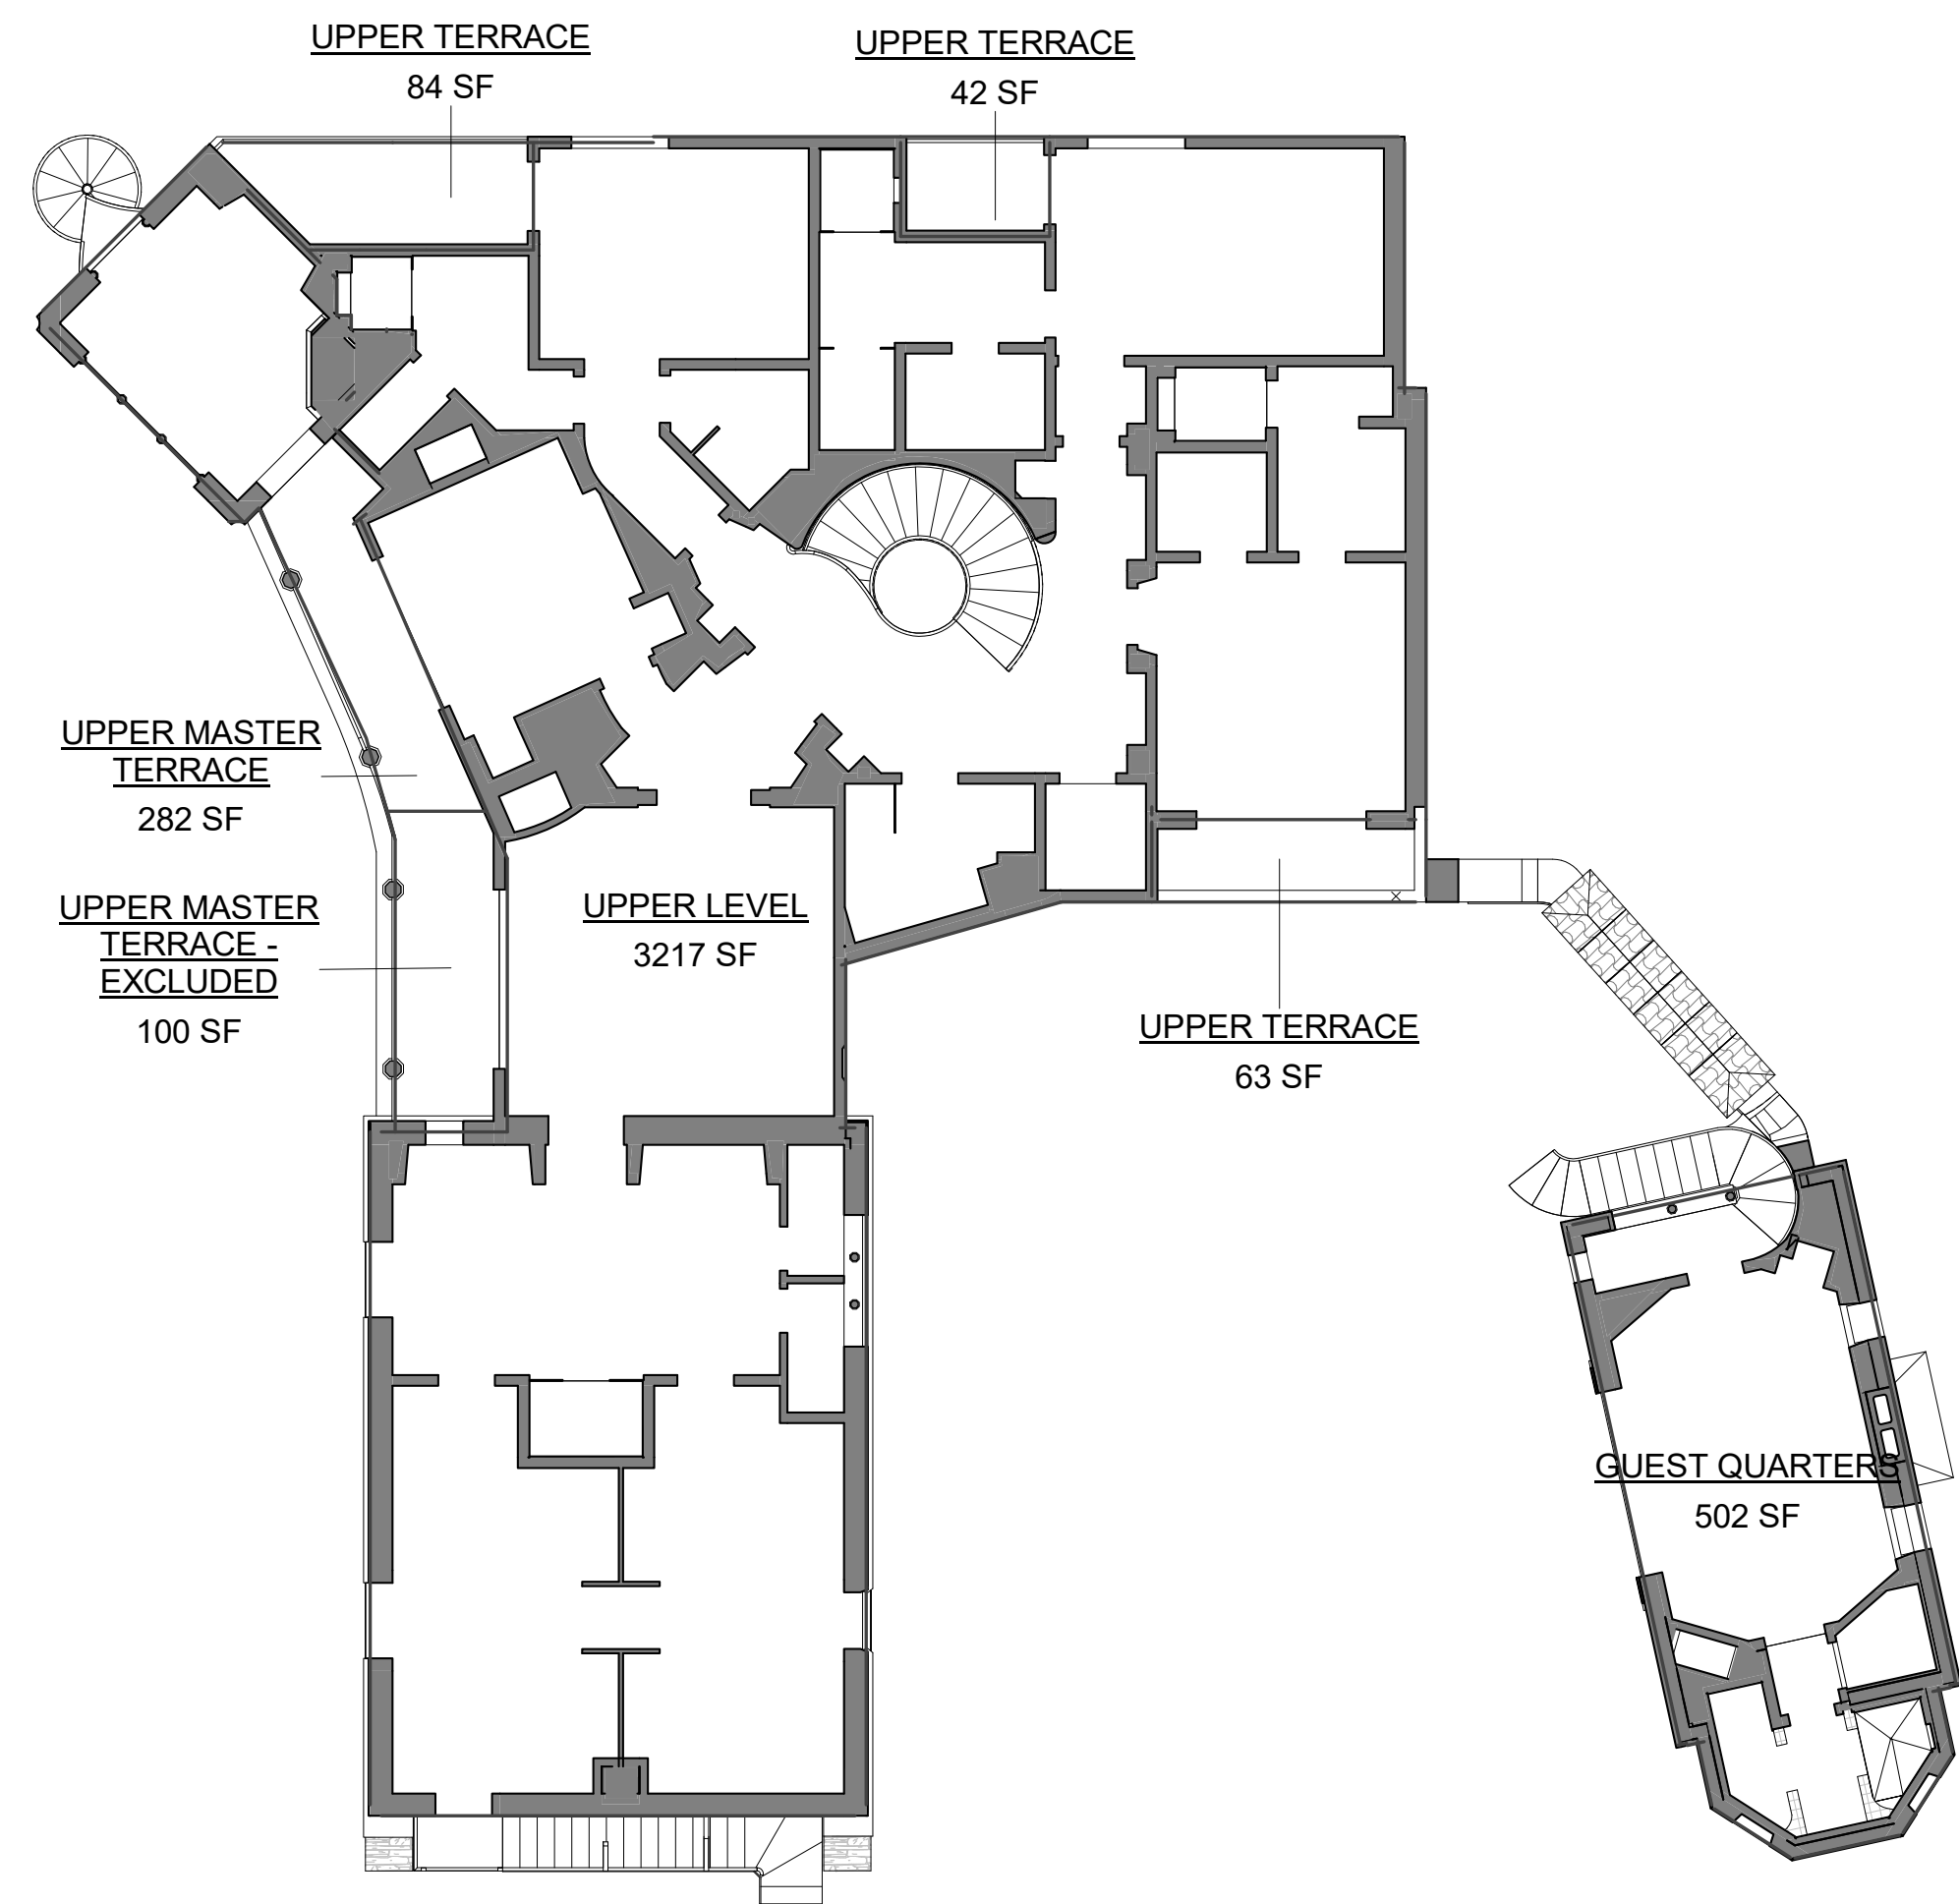 UPPER TERRACE
84 SF
UPPER TERRACE
42 SF
UPPER MASTER
TERRACE
282 SF
UPPER MASTER
TERRACE -
EXCLUDED
100 SF
UPPER LEVEL
3217 SF
UPPER TERRACE
63 SF
GUEST QUARTERS
502 SF